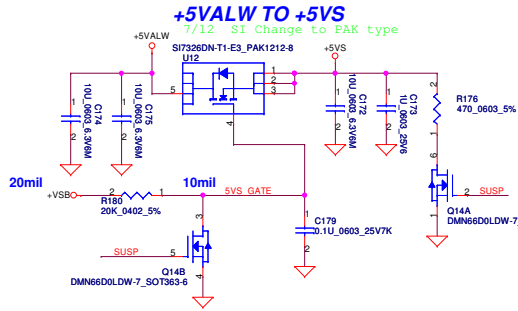 +5VALW TO +5VS
7/12 SI Change to PAK type
+5VALW
SI7326DN-T1-E3_PAK1212-8
U12
+5VS
5
1
2
3
4
1
2
C174
10U_0603_6.3V6M
1
2
C175
10U_0603_6.3V6M
1
2
C172
10U_0603_6.3V6M
1
2
C173
1U_0603_25V6
2
R176
470_0603_5%
1
6
2
SUSP
1
Q14A
DMN66D0LDW-7
20mil
10mil
+VSB
2
1
R180
20K_0402_5%
5VS_GATE
3
SUSP
5
4
Q14B
DMN66D0LDW-7_SOT363-6
1
C179
0.1U_0603_25V7K
2